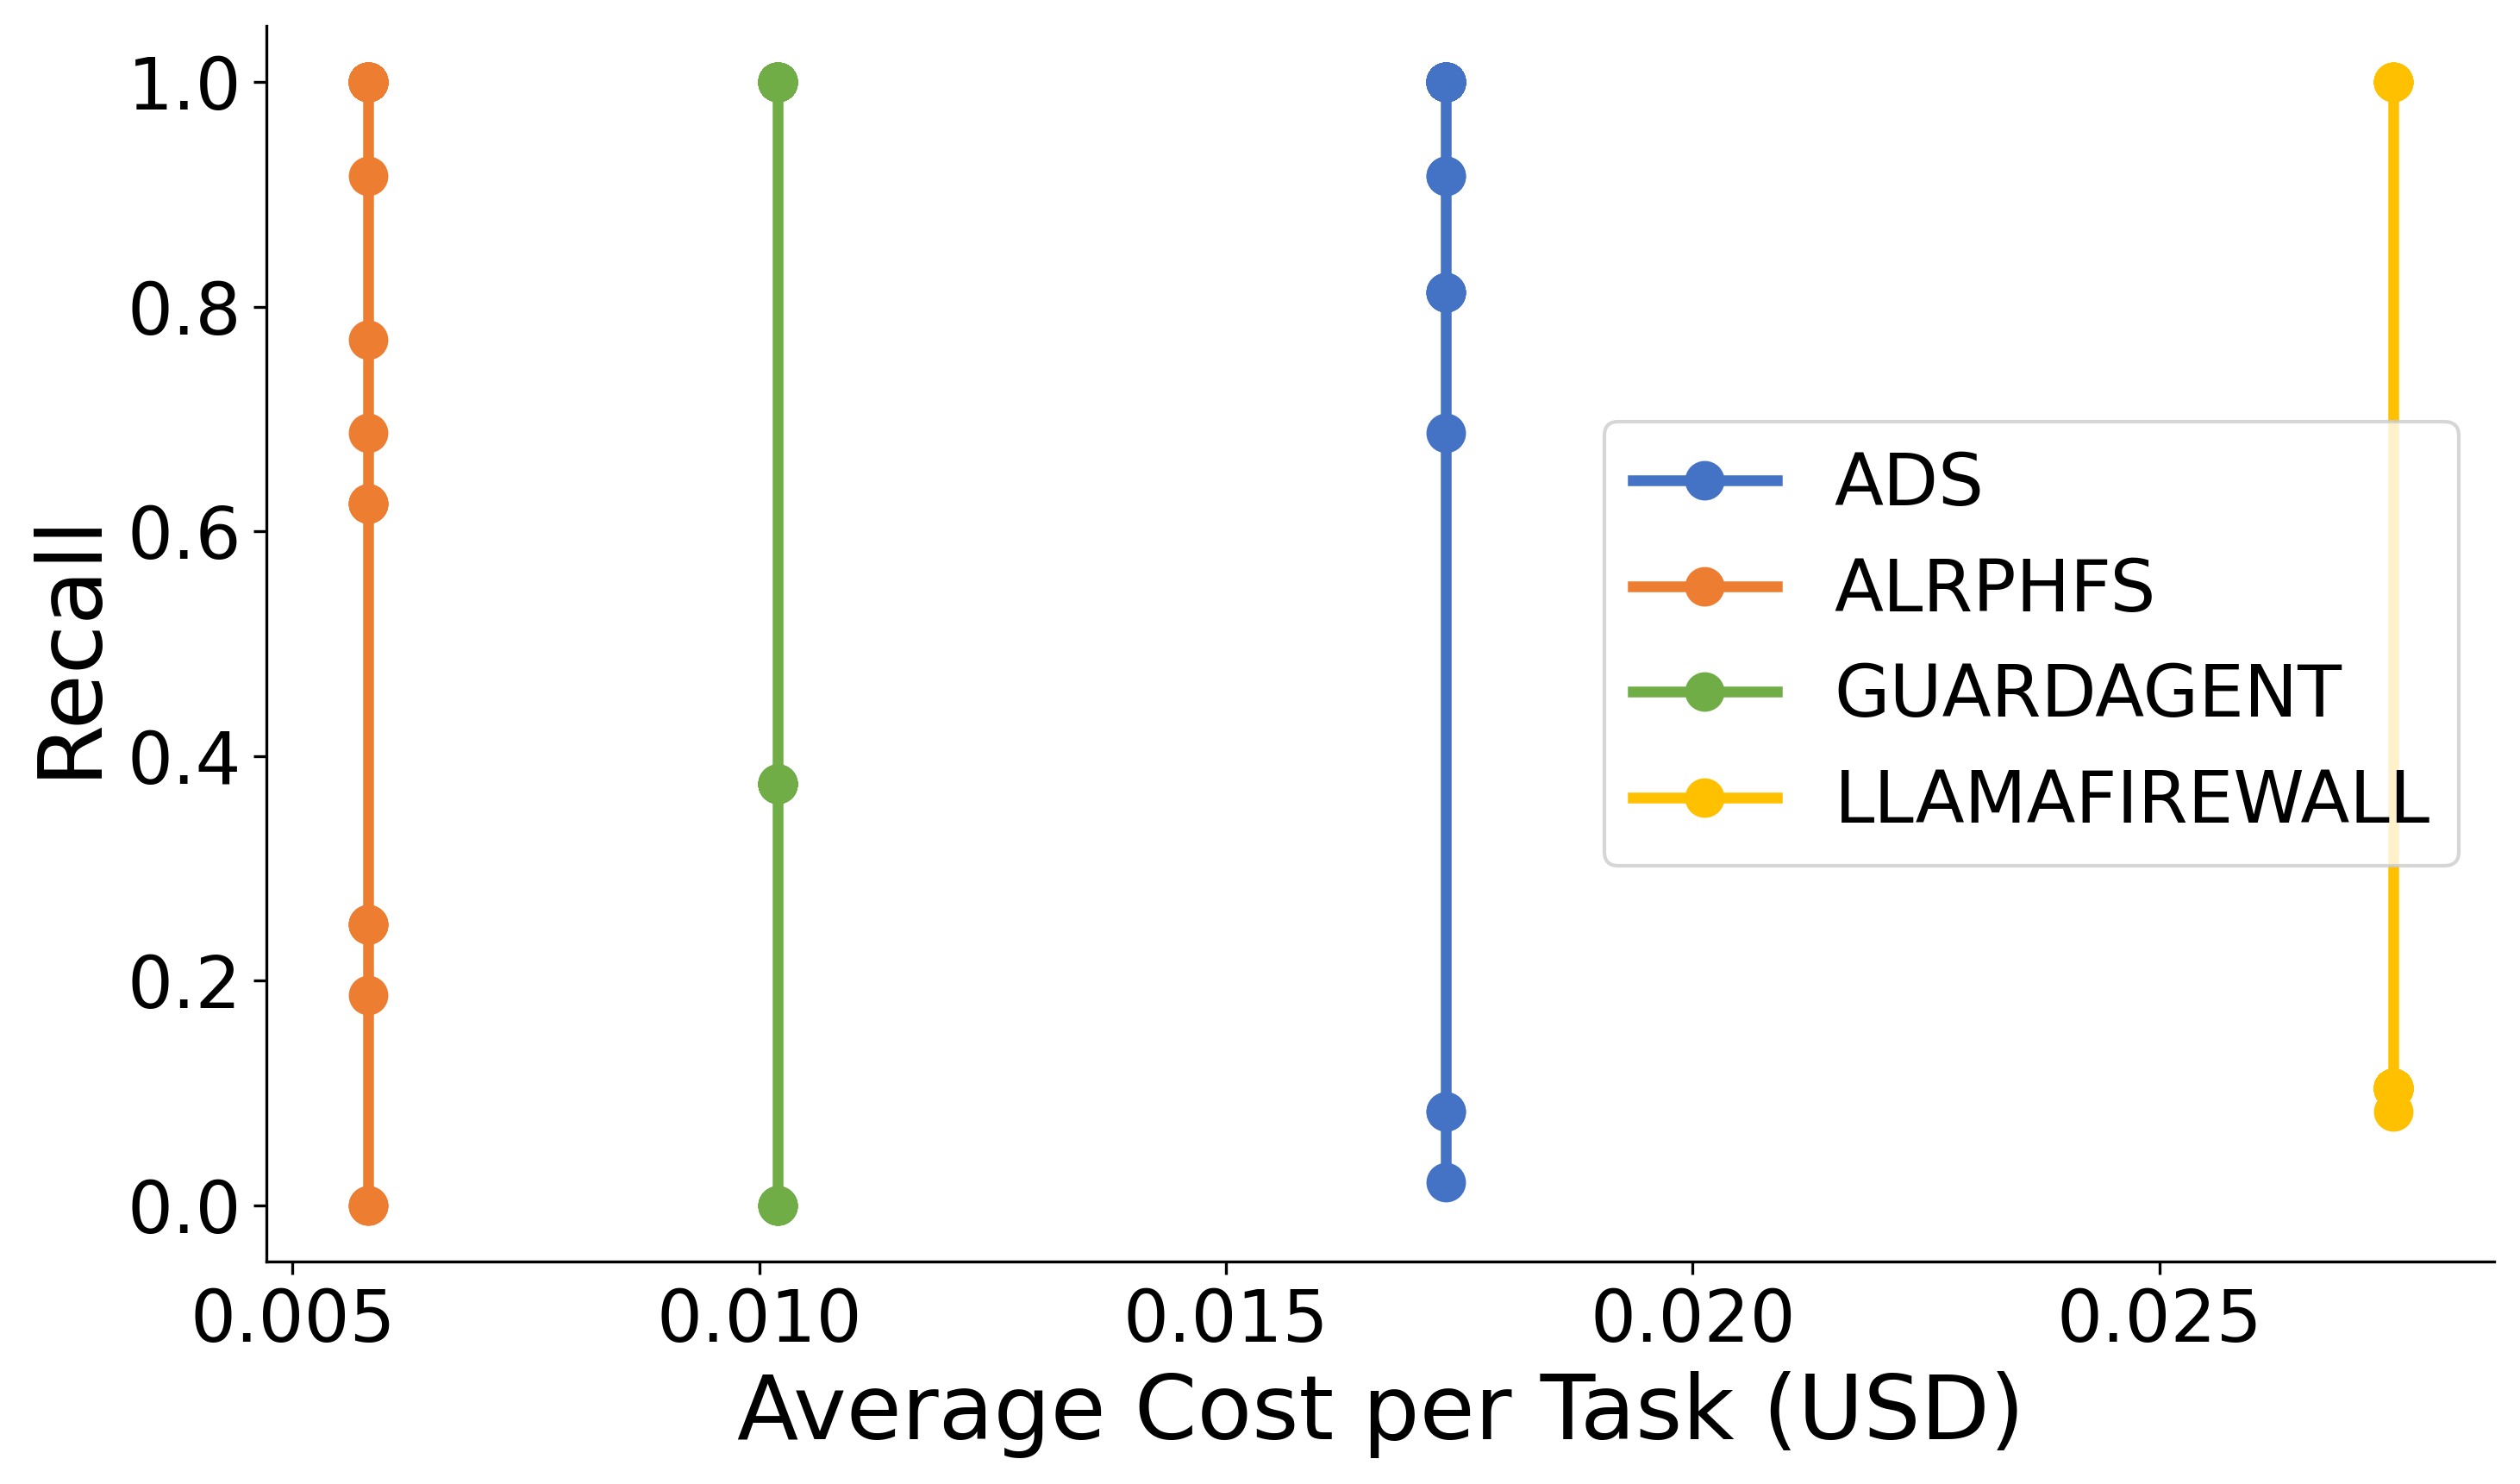 Recall
1.0
0.8
0.6
0.4
0.2
0.0
ADS
ALRPHFS
GUARDAGENT
LLAMAFIREWALL
0.005 0.010 0.015 0.020 0.025
Average Cost per Task (USD)